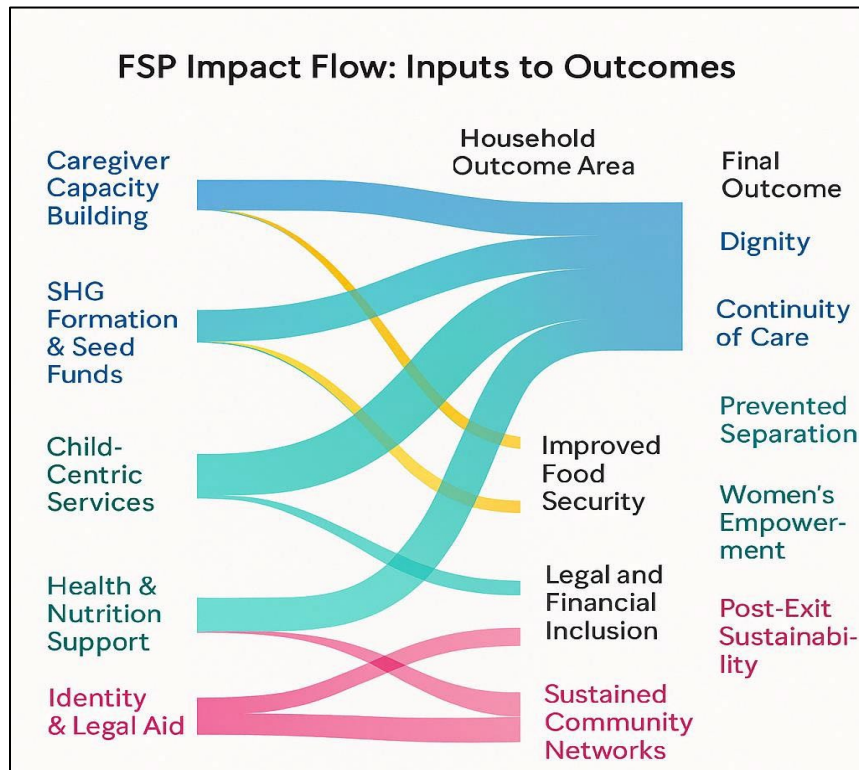 FSP Impact Flow: Inputs to Outcomes
Caregiver
Capacity
Building
SHG
Formation
& Seed
Funds
Child-
Centric
Services
Health &
Nutrition
Support
Identity
& Legal Aid
Household
Outcome Area
Improved
Food
Security
Legal and
Financial
Inclusion
Sustained
Community
Networks
Final
Outcome
Dignity
Continuity
of Care
Prevented
Separation
Women's
Empower-
ment
Post-Exit
Sustainabi-
lity